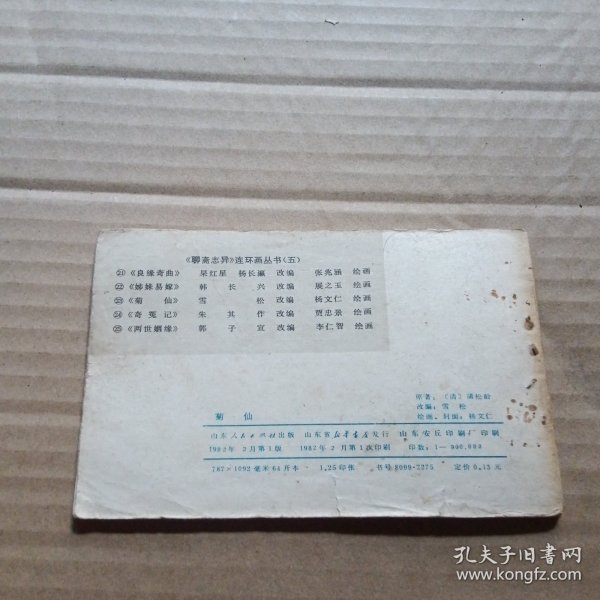 《聊斋志异》连环画丛书(五)
㉑《良缘奇曲》 杲红星 杨长瀛 改编 张兆涵 绘画
㉒《姊妹易嫁》 韩长兴 改编 展之玉 绘画
㉓《菊仙》 雪松 改编 杨文仁 绘画
㉔《奇冤记》 朱其作 改编 贾忠景 绘画
㉕《两世姻缘》 郭子宣 改编 李仁智 绘画
原著:〔清〕蒲松龄
改编:雪松
绘画、封面:杨文仁
菊仙
山东人民出版社出版 山东省新华书店发行 山东安丘印刷厂印刷
1982年2月第1版 1982年2月第1次印刷 印数:1—900,000
787×1092毫米64开本 1.25印张 书号8099·2275 定价0.13元
孔夫子旧书网
www.kongfz.com